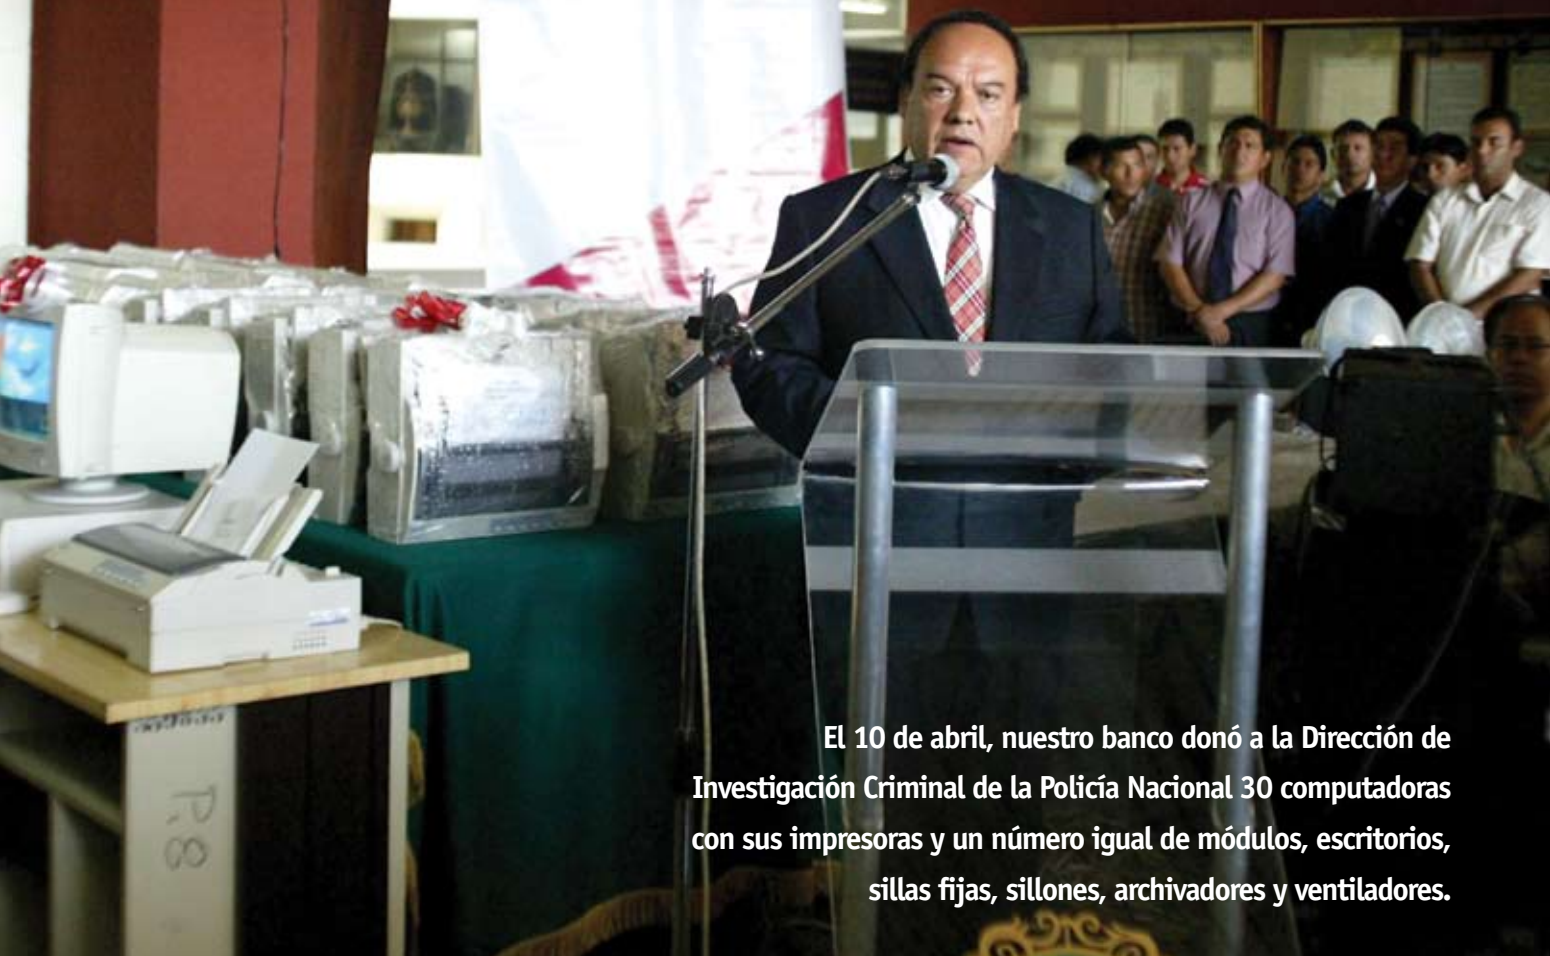 El 10 de abril, nuestro banco donó a la Dirección de
Investigación Criminal de la Policía Nacional 30 computadoras
con sus impresoras y un número igual de módulos, escritorios,
sillas fijas, sillones, archivadores y ventiladores.